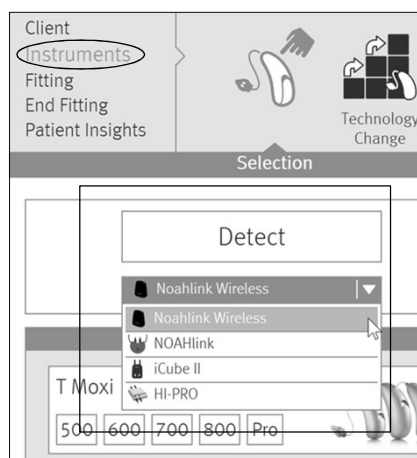 Client
Instruments
Fitting
End Fitting
Patient Insights
Technology
Change
Selection
Detect
Noahlink Wireless
Noahlink Wireless
NOAHlink
iCube II
HI-PRO
T Moxi
500 600 700 800 Pro